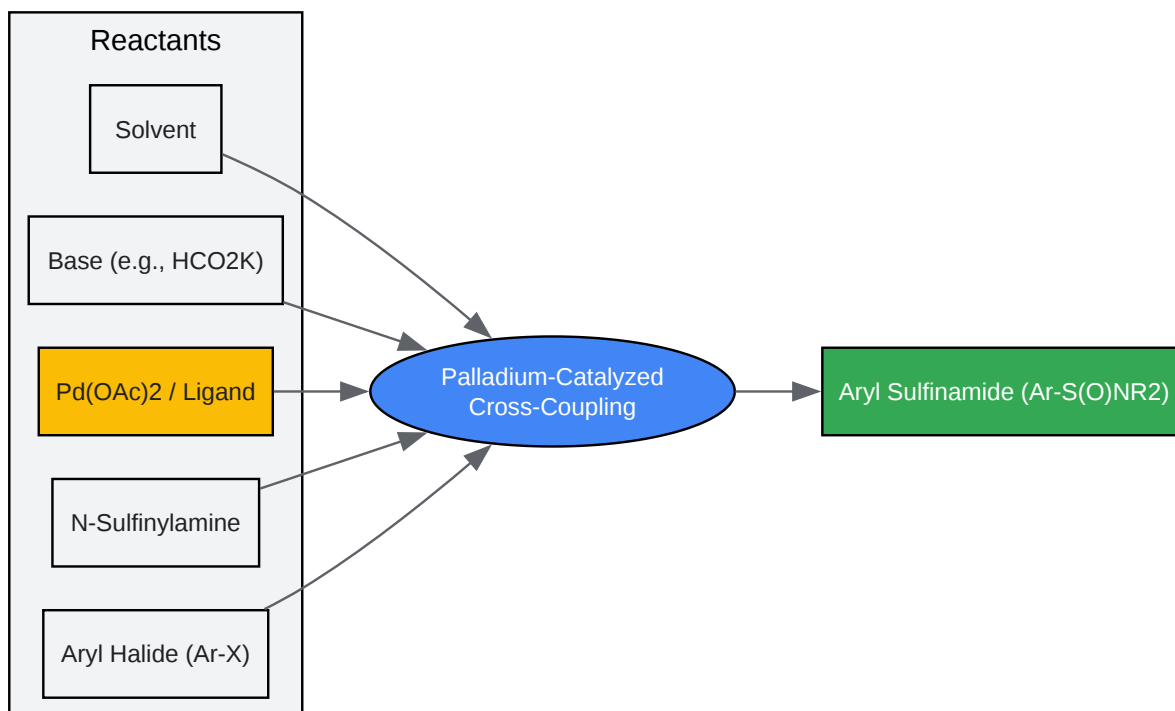 Reactants
Solvent
Base (e.g., HCO2K)
Pd(OAc)2 / Ligand
N-Sulfinylamine
Aryl Halide (Ar-X)
Palladium-Catalyzed
Cross-Coupling
Aryl Sulfinamide (Ar-S(O)NR2)